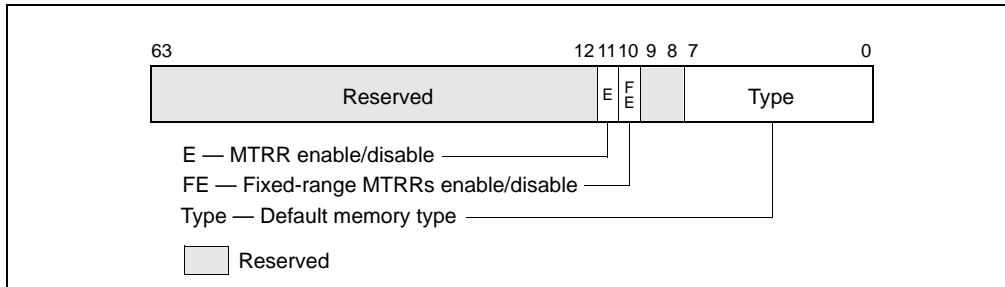 63 12 11 10 9 8 7 0
Reserved E FE Type
E — MTRR enable/disable
FE — Fixed-range MTRRs enable/disable
Type — Default memory type
Reserved